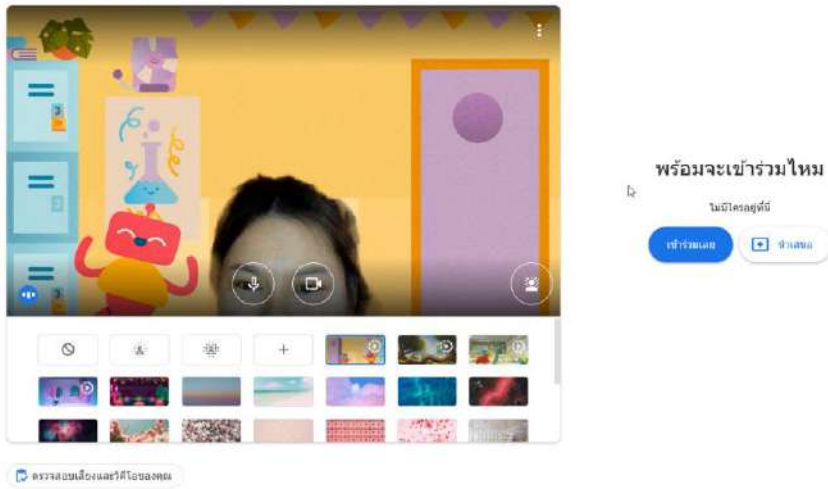 พร้อมจะเข้าร่วมไหม
ไม่มีใครอยู่ที่นี่
เข้าร่วมเลย
นำเสนอ
ตรวจสอบเสียงและวิดีโอของคุณ